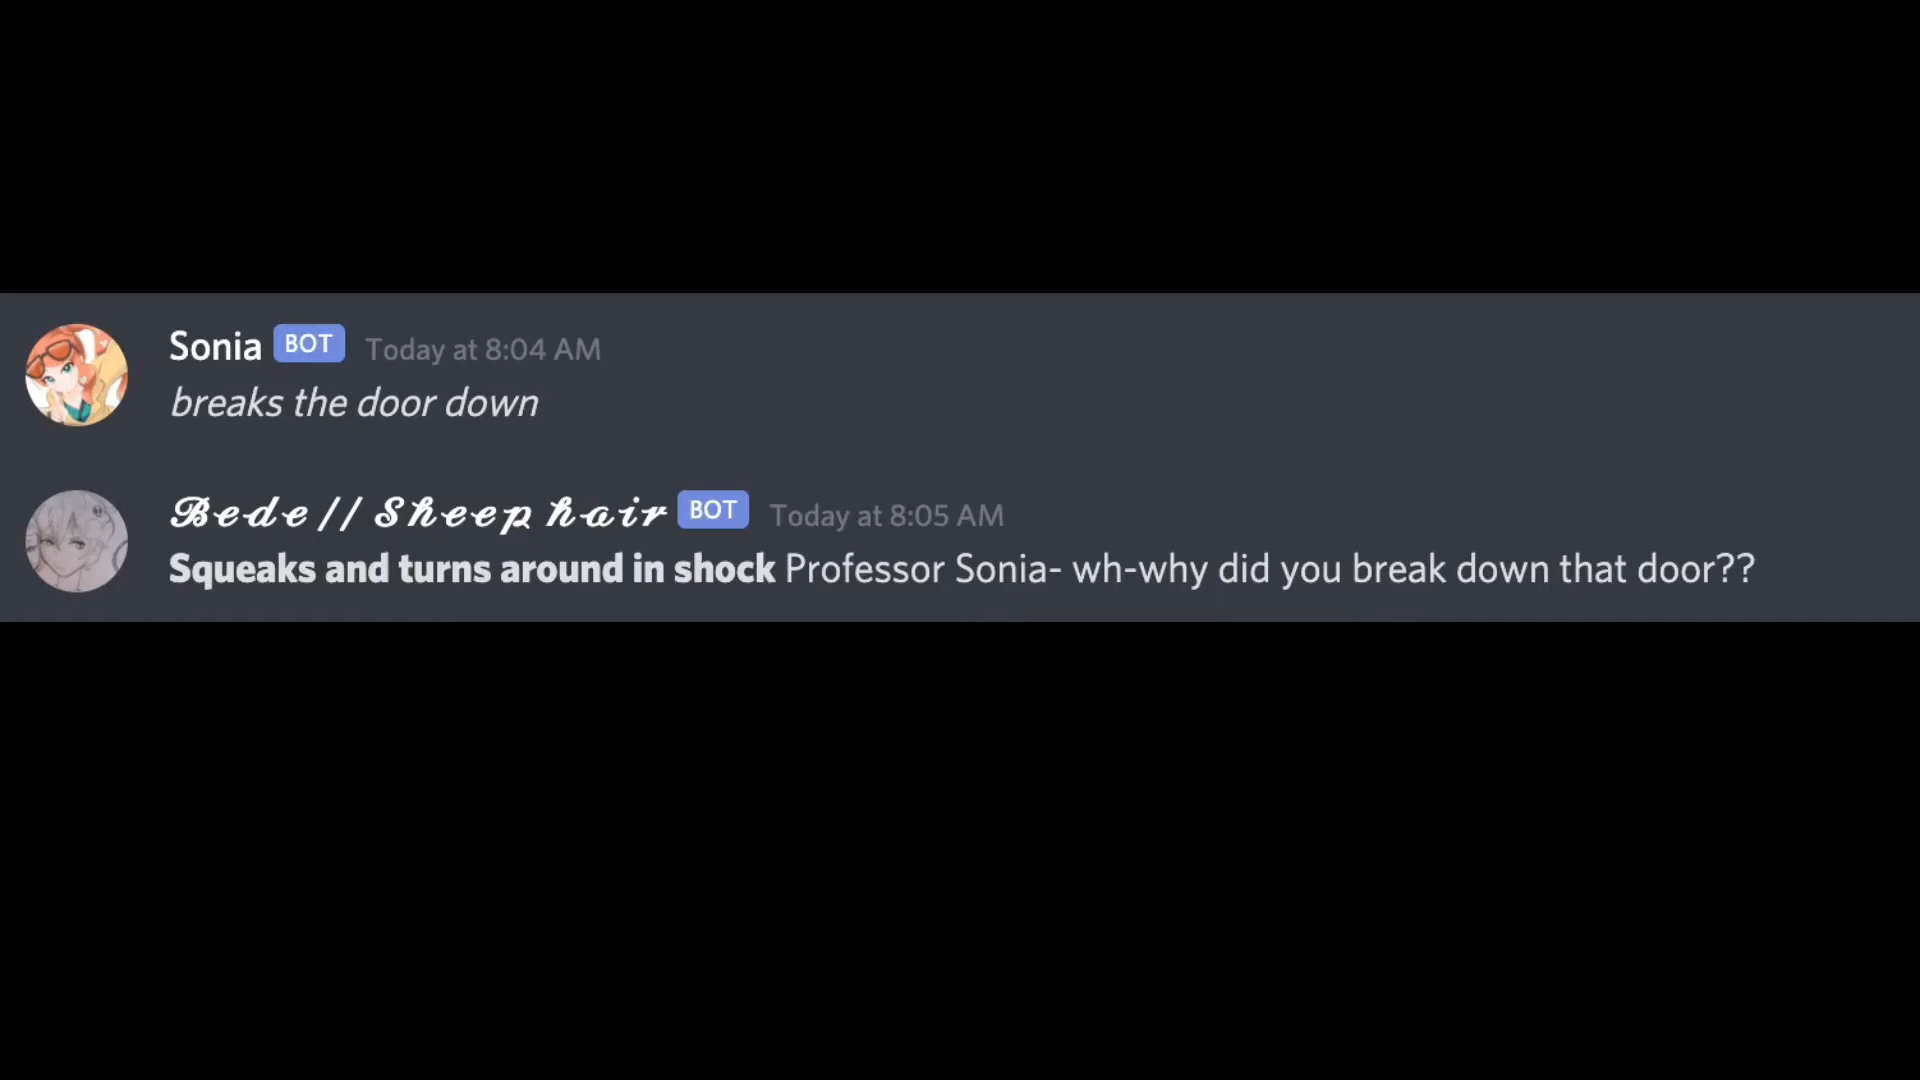 Sonia BOT Today at 8:04 AM
breaks the door down
𝓑𝓮𝓭𝓮 // 𝓢𝓱𝓮𝓮𝓹 𝓱𝓪𝓲𝓻 BOT Today at 8:05 AM
Squeaks and turns around in shock Professor Sonia- wh-why did you break down that door??